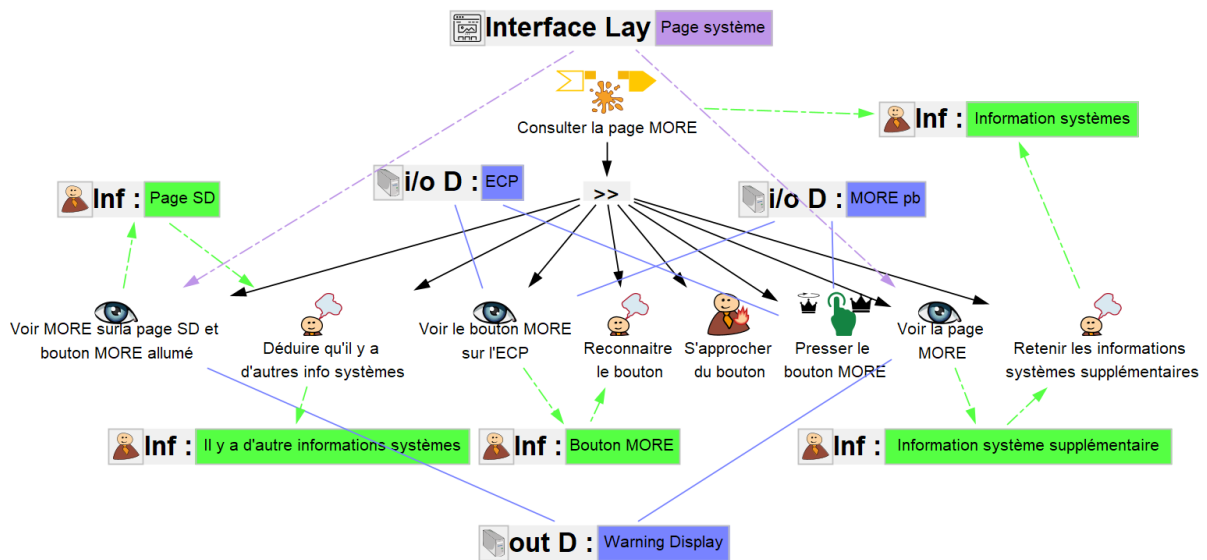 Interface Lay Page système
Consulter la page MORE
Inf : Information systèmes
i/o D : ECP
Inf : Page SD
>>
i/o D : MORE pb
Voir MORE sur la page SD et
bouton MORE allumé
Déduire qu'il y a
d'autres info systèmes
Voir le bouton MORE
sur l'ECP
Reconnaitre
le bouton
S'approcher
du bouton
Presser le
bouton MORE
Voir la page
MORE
Retenir les informations
systèmes supplémentaires
Inf : Il y a d'autre informations systèmes
Inf : Bouton MORE
Inf : Information système supplémentaire
out D : Warning Display